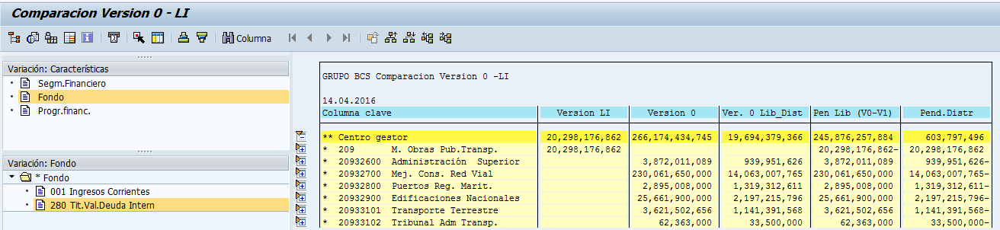 Comparacion Version 0 - LI
Columna
Variación: Características
Segm.Financiero
Fondo
Progr.financ.
Variación: Fondo
* Fondo
001 Ingresos Corrientes
280 Tit.Val.Deuda Intern
GRUPO BCS Comparacion Version 0 -LI
14.04.2016
Columna clave Version LI Version 0 Ver. 0 Lib_Dist Pen Lib (V0-V1) Pend.Distr
** Centro gestor 20,298,176,862 266,174,434,745 19,694,379,366 245,876,257,884 603,797,496
* 209 M. Obras Pub.Transp. 20,298,176,862 20,298,176,862- 20,298,176,862
* 20932600 Administración Superior 3,872,011,089 939,951,626 3,872,011,089 939,951,626-
* 20932700 Mej. Cons. Red Vial 230,061,650,000 14,063,007,765 230,061,650,000 14,063,007,765-
* 20932800 Puertos Reg. Marit. 2,895,008,000 1,319,312,611 2,895,008,000 1,319,312,611-
* 20932900 Edificaciones Nacionales 25,661,900,000 2,197,215,796 25,661,900,000 2,197,215,796-
* 20933101 Transporte Terrestre 3,621,502,656 1,141,391,568 3,621,502,656 1,141,391,568-
* 20933102 Tribunal Adm Transp. 62,363,000 33,500,000 62,363,000 33,500,000-